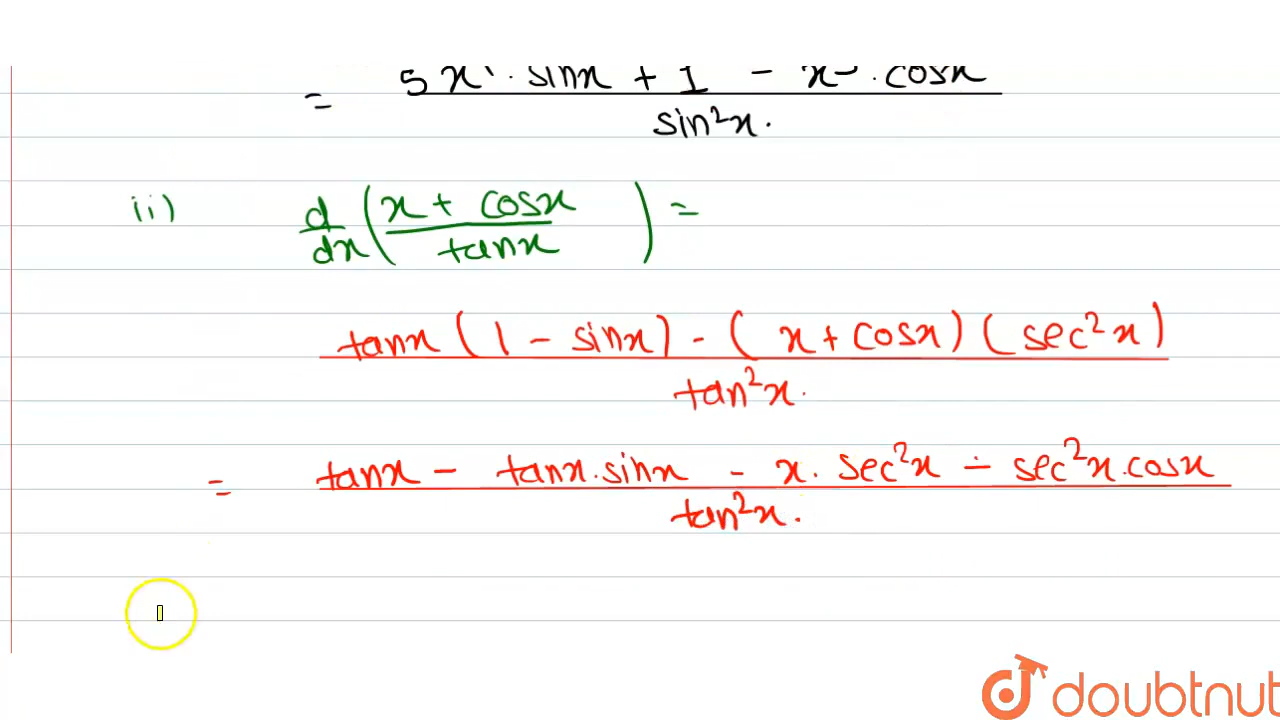 = 5x⁴·sinx + 1 - x⁵·cosx / sin²x.
ii) d/dx (x + cosx / tanx) =
tanx (1 - sinx) - (x + cosx) (sec²x) / tan²x.
= tanx - tanx·sinx - x·sec²x - sec²x·cosx / tan²x.
doubtnut